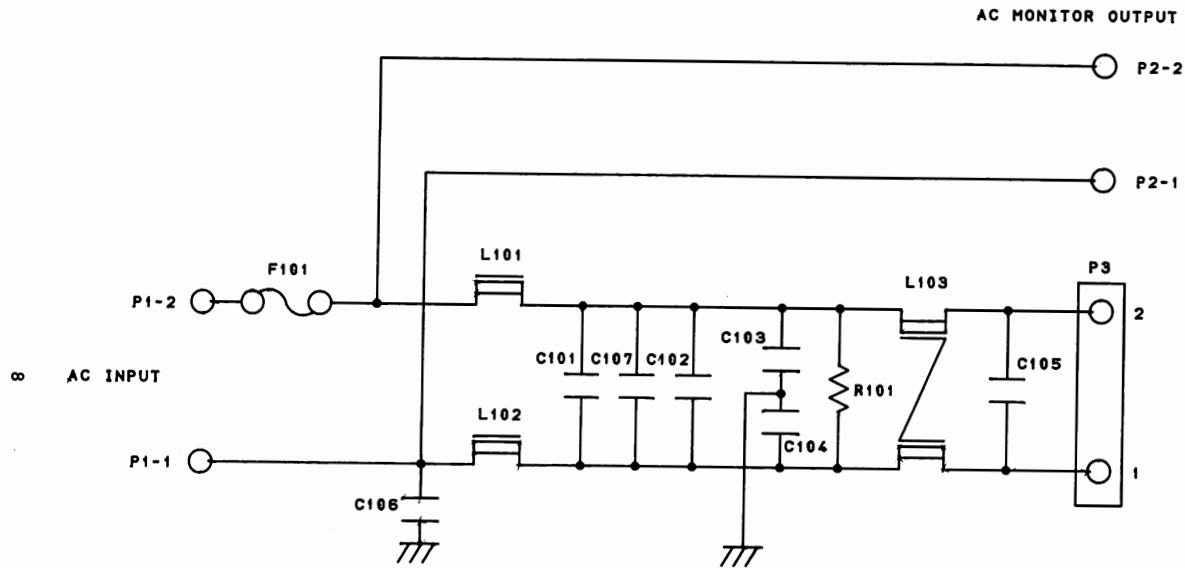 AC MONITOR OUTPUT
P2-2
P2-1
L101
F101
P3
L103
P1-2
2
C103
C101 C107 C102
C105
∞ AC INPUT
R101
L102
C104
P1-1
1
C106